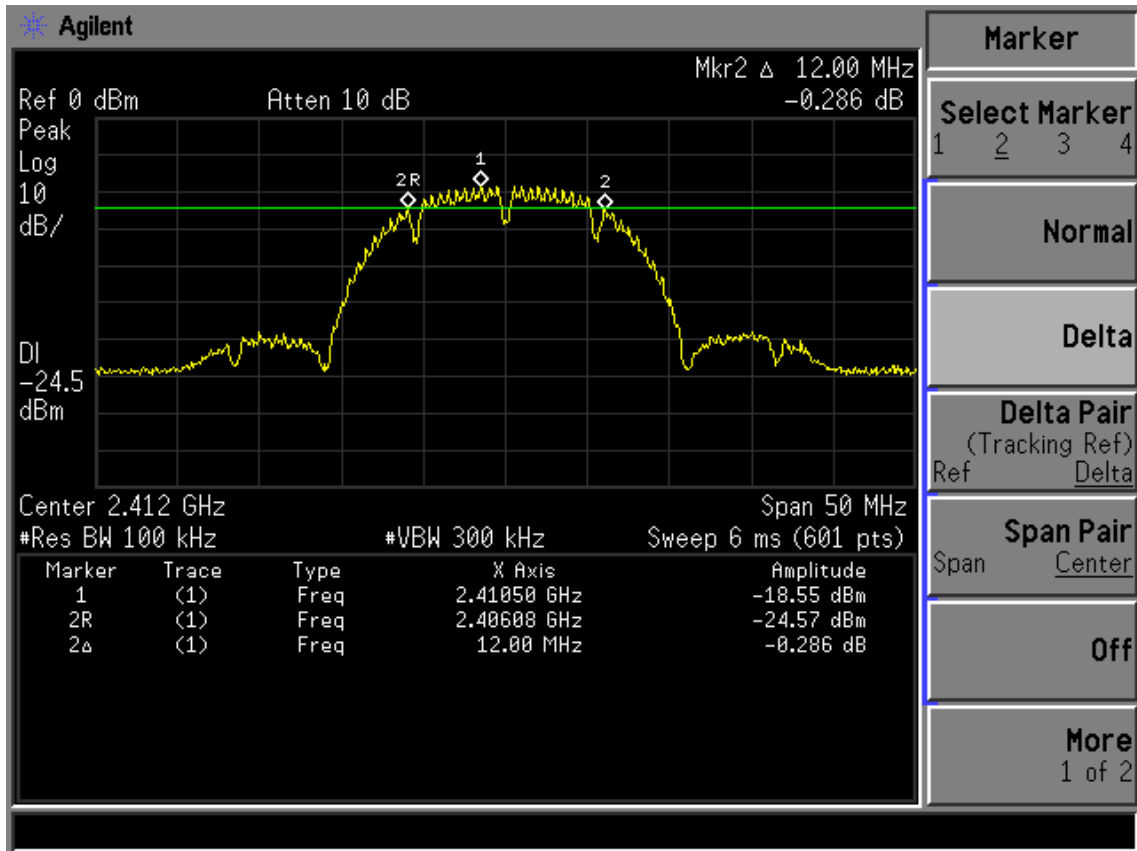 Agilent
Mkr2 Δ 12.00 MHz
Ref 0 dBm Atten 10 dB -0.286 dB
Peak
Log
10
dB/
1
2R
2
DI
-24.5
dBm
Center 2.412 GHz Span 50 MHz
#Res BW 100 kHz #VBW 300 kHz Sweep 6 ms (601 pts)
Marker Trace Type X Axis Amplitude
1 (1) Freq 2.41050 GHz -18.55 dBm
2R (1) Freq 2.40608 GHz -24.57 dBm
2Δ (1) Freq 12.00 MHz -0.286 dB
Marker
Select Marker
1 2 3 4
Normal
Delta
Delta Pair
(Tracking Ref)
Ref Delta
Span Pair
Span Center
Off
More
1 of 2